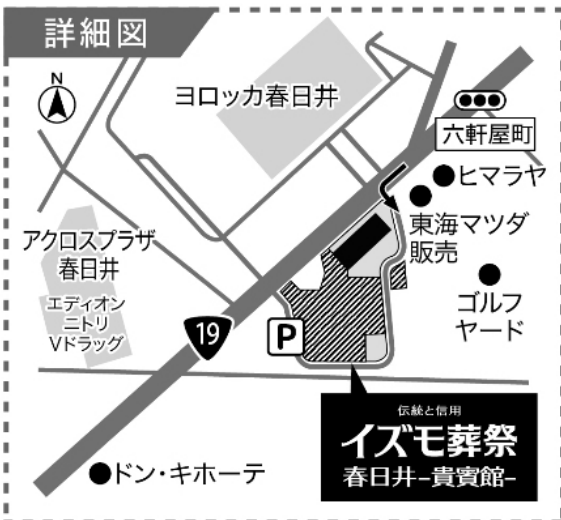 詳細図
N
ヨロッカ春日井
六軒屋町
ヒマラヤ
東海マツダ
販売
アクロスプラザ
春日井
エディオン
ニトリ
Vドラッグ
ゴルフ
ヤード
19
P
伝統と信用
イズモ葬祭
春日井-貴賓館-
ドン・キホーテ